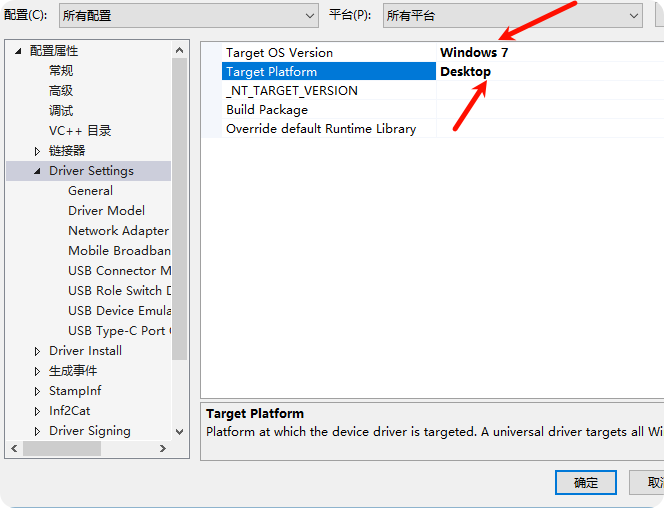 配置(C):
所有配置
平台(P):
所有平台
配置属性
常规
高级
调试
VC++ 目录
链接器
Driver Settings
General
Driver Model
Network Adapter
Mobile Broadban
USB Connector M
USB Role Switch D
USB Device Emula
USB Type-C Port
Driver Install
生成事件
StampInf
Inf2Cat
Driver Signing
Target OS Version Windows 7
Target Platform Desktop
_NT_TARGET_VERSION
Build Package
Override default Runtime Library
Target Platform
Platform at which the device driver is targeted. A universal driver targets all Wi
确定
取